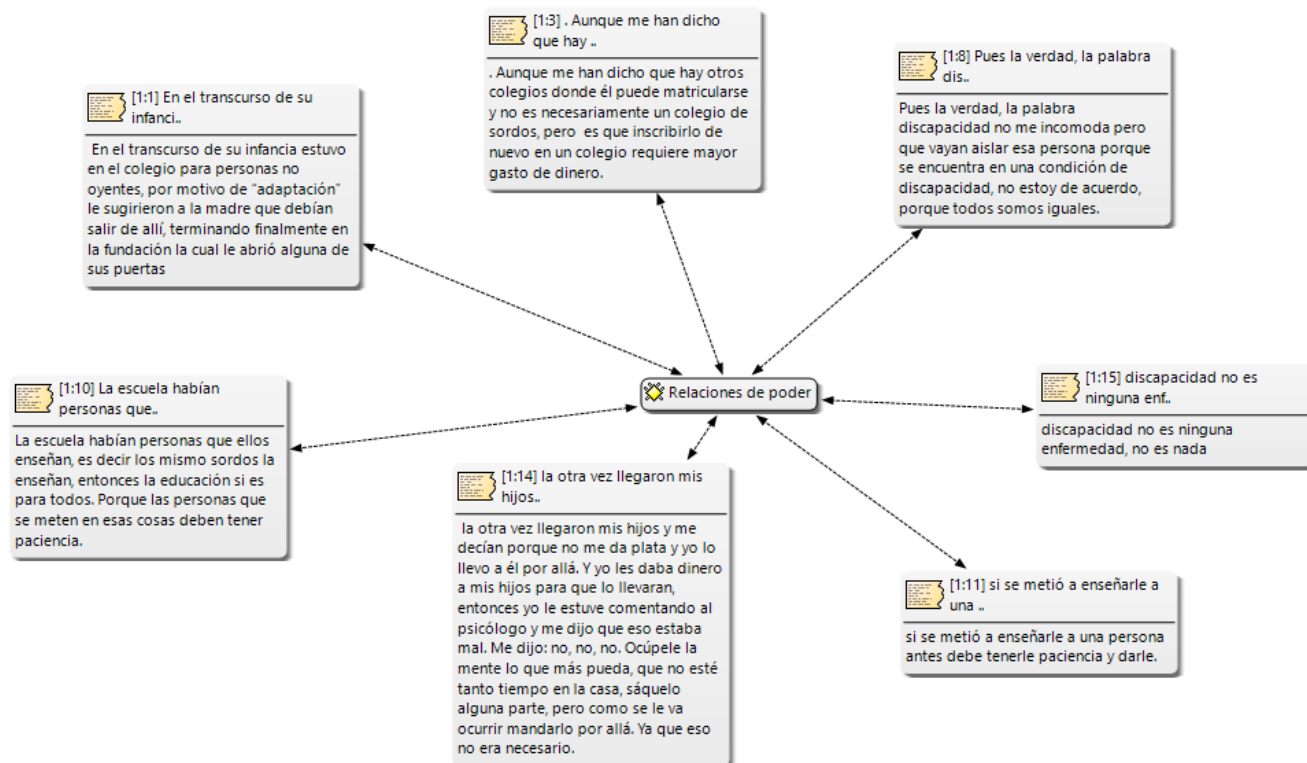 [1:1] En el transcurso de su
infanci..
En el transcurso de su infancia estuvo
en el colegio para personas no
oyentes, por motivo de “adaptación”
le sugirieron a la madre que debían
salir de allí, terminando finalmente en
la fundación la cual le abrió alguna de
sus puertas
[1:3] . Aunque me han dicho
que hay ..
. Aunque me han dicho que hay otros
colegios donde él puede matricularse
y no es necesariamente un colegio de
sordos, pero es que inscribirlo de
nuevo en un colegio requiere mayor
gasto de dinero.
[1:8] Pues la verdad, la palabra
dis..
Pues la verdad, la palabra
discapacidad no me incomoda pero
que vayan aislar esa persona porque
se encuentra en una condición de
discapacidad, no estoy de acuerdo,
porque todos somos iguales.
[1:10] La escuela habían
personas que..
La escuela habían personas que ellos
enseñan, es decir los mismo sordos la
enseñan, entonces la educación si es
para todos. Porque las personas que
se meten en esas cosas deben tener
paciencia.
Relaciones de poder
[1:15] discapacidad no es
ninguna enf..
discapacidad no es ninguna
enfermedad, no es nada
[1:14] la otra vez llegaron mis
hijos..
la otra vez llegaron mis hijos y me
decían porque no me da plata y yo lo
llevo a él por allá. Y yo les daba dinero
a mis hijos para que lo llevaran,
entonces yo le estuve comentando al
psicólogo y me dijo que eso estaba
mal. Me dijo: no, no, no. Ocúpele la
mente lo que más pueda, que no esté
tanto tiempo en la casa, sáquelo
alguna parte, pero como se le va
ocurrir mandarlo por allá. Ya que eso
no era necesario.
[1:11] si se metió a enseñarle a
una ..
si se metió a enseñarle a una persona
antes debe tenerle paciencia y darle.